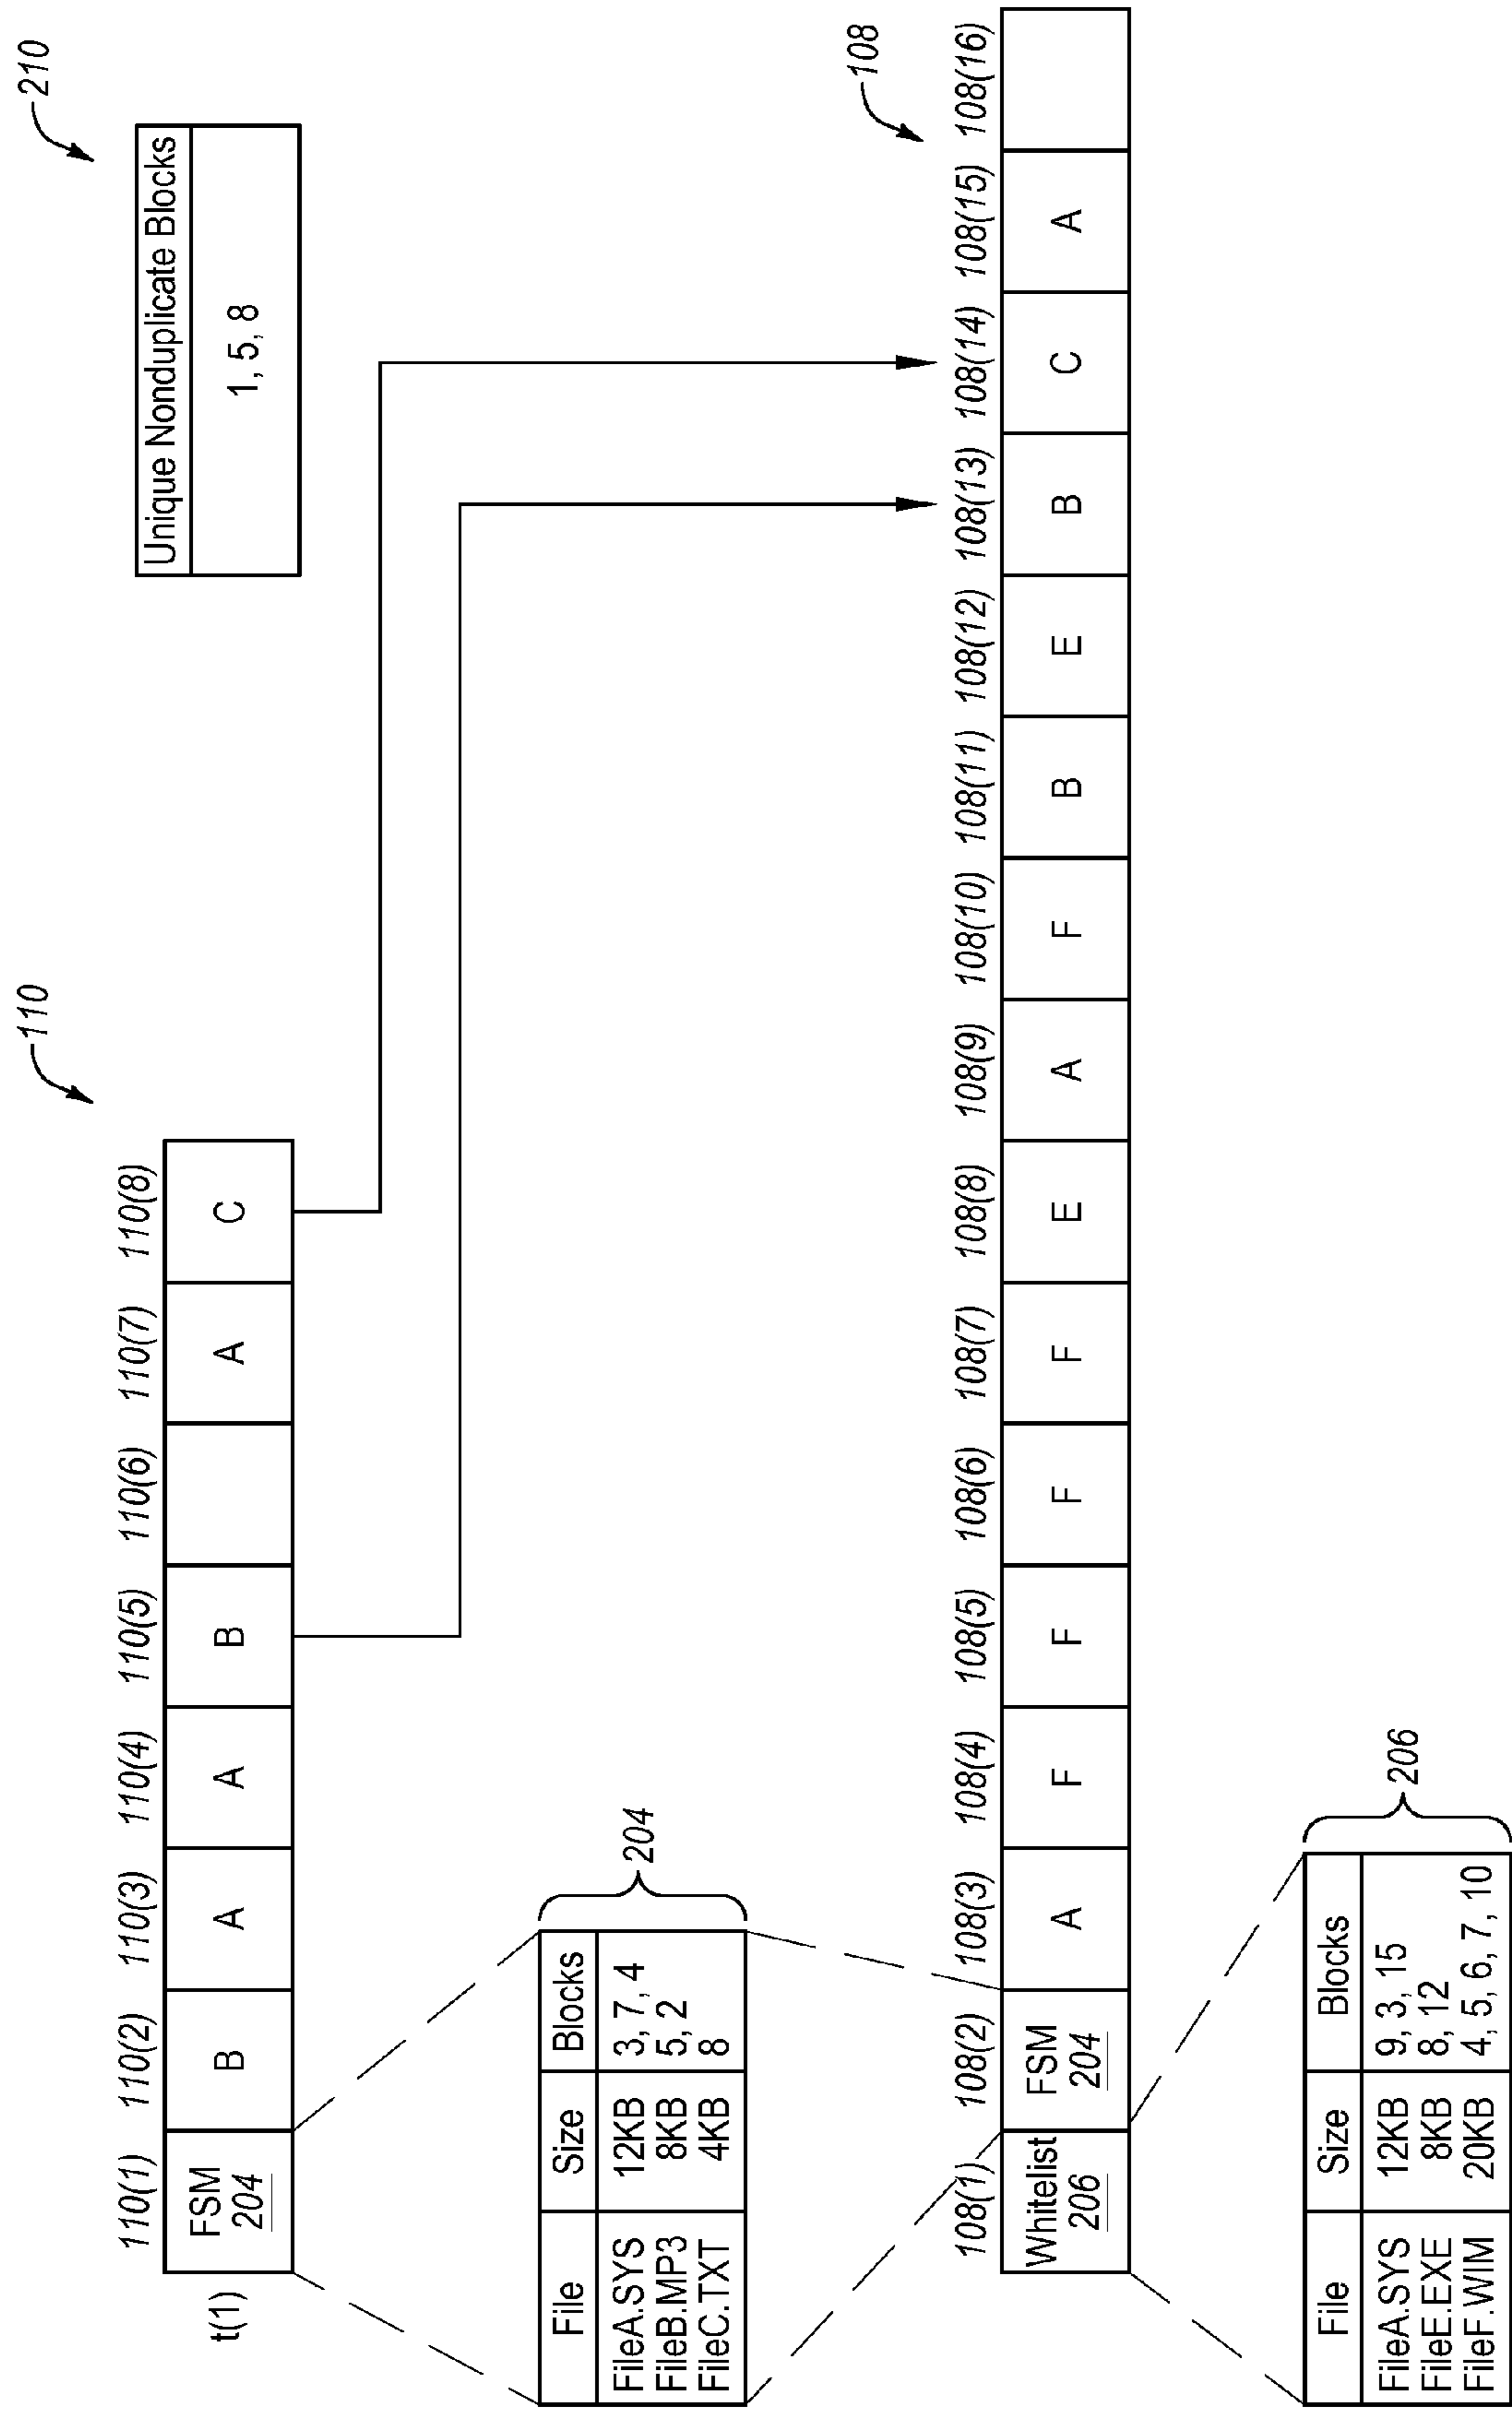 210
110
Unique Nonduplicate Blocks
1, 5, 8
110(1) 110(2) 110(3) 110(4) 110(5) 110(6) 110(7) 110(8)
t(1)
FSM B A A B A C
204
File Size Blocks
FileA.SYS 12KB 3, 7, 4
FileB.MP3 8KB 5, 2
FileC.TXT 4KB 8
204
108
108(1) 108(2) 108(3) 108(4) 108(5) 108(6) 108(7) 108(8) 108(9) 108(10) 108(11) 108(12) 108(13) 108(14) 108(15) 108(16)
Whitelist FSM A F F F F E A F B E B C A
206 204
File Size Blocks
FileA.SYS 12KB 9, 3, 15
FileE.EXE 8KB 8, 12
FileF.WIM 20KB 4, 5, 6, 7, 10
206